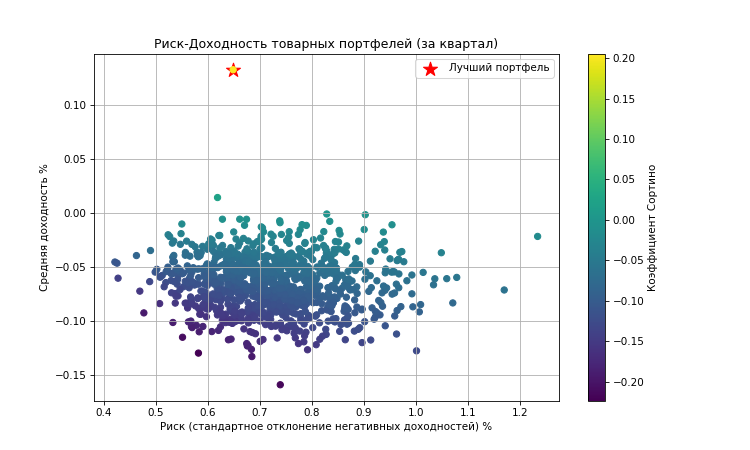 Риск-Доходность товарных портфелей (за квартал)
Лучший портфель
Средняя доходность %
0.10
0.05
0.00
−0.05
−0.10
−0.15
0.4 0.5 0.6 0.7 0.8 0.9 1.0 1.1 1.2
Риск (стандартное отклонение негативных доходностей) %
0.20
0.15
0.10
0.05
0.00
−0.05
−0.10
−0.15
−0.20
Коэффициент Сортино